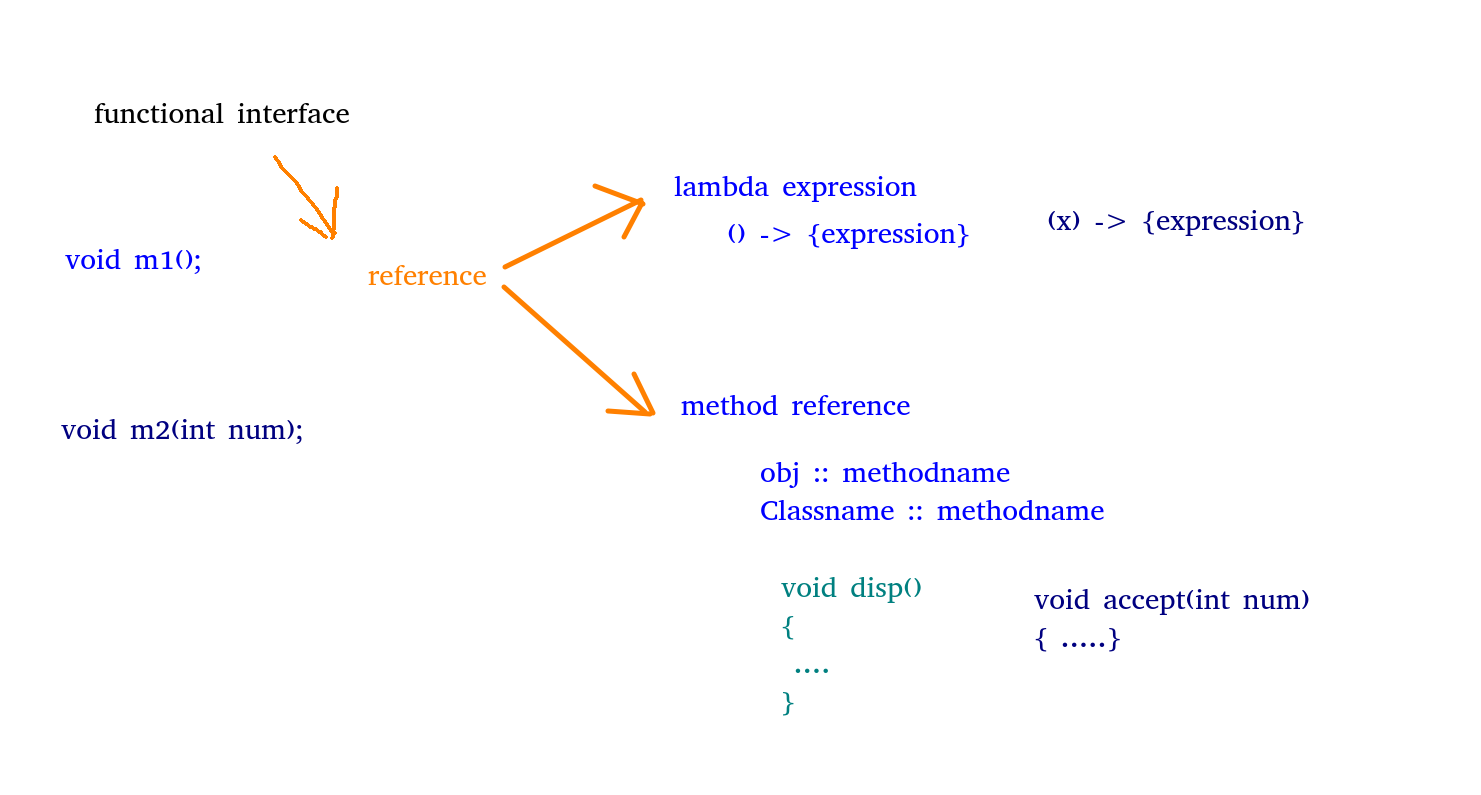 functional interface
void m1();
reference
void m2(int num);
lambda expression
() -> {expression}
(x) -> {expression}
method reference
obj :: methodname
Classname :: methodname
void disp()
{
....
}
void accept(int num)
{ .....}